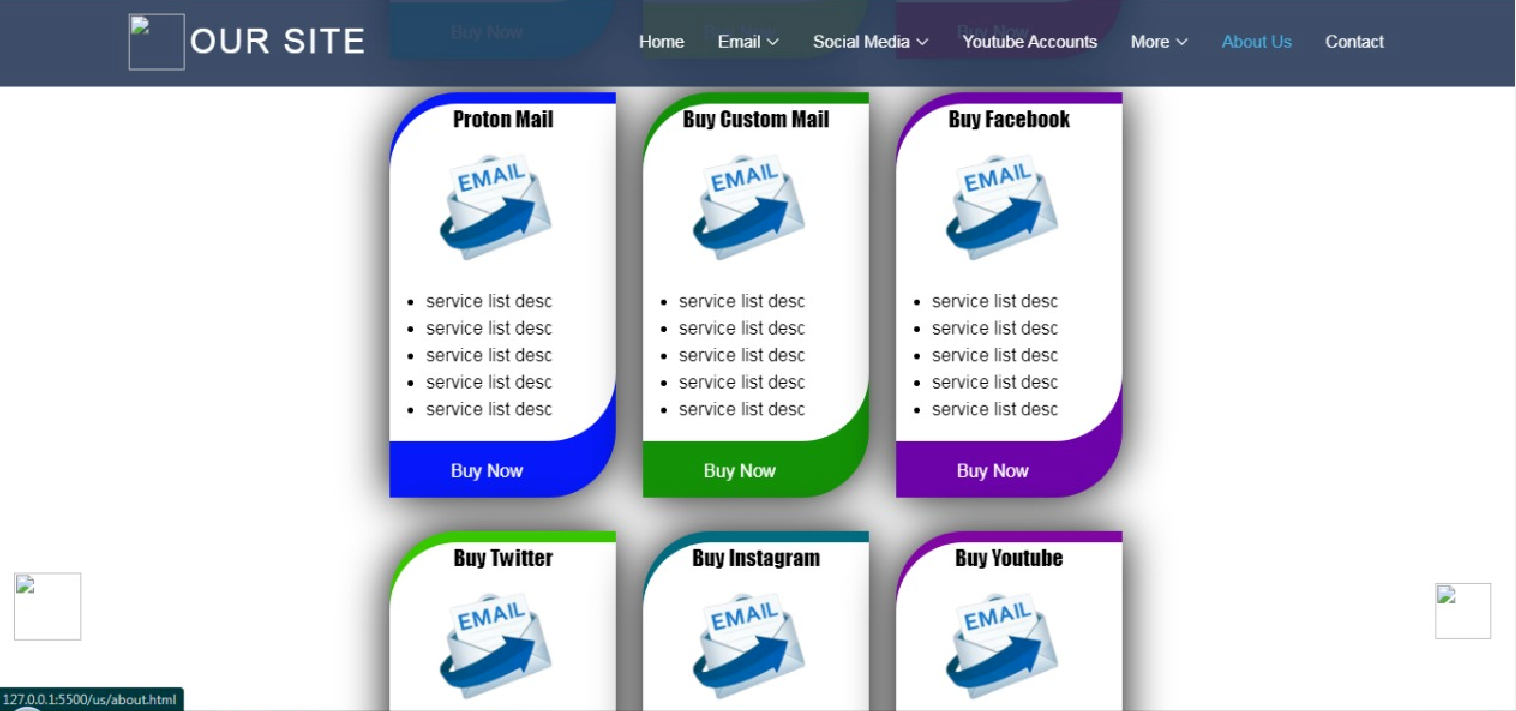 OUR SITE
Home Email Social Media Youtube Accounts More About Us Contact
Buy Now Buy Now Buy Now
Proton Mail Buy Custom Mail Buy Facebook
EMAIL EMAIL EMAIL
• service list desc • service list desc • service list desc
• service list desc • service list desc • service list desc
• service list desc • service list desc • service list desc
• service list desc • service list desc • service list desc
• service list desc • service list desc • service list desc
Buy Now Buy Now Buy Now
Buy Twitter Buy Instagram Buy Youtube
EMAIL EMAIL EMAIL
127.0.0.1:5500/us/about.html